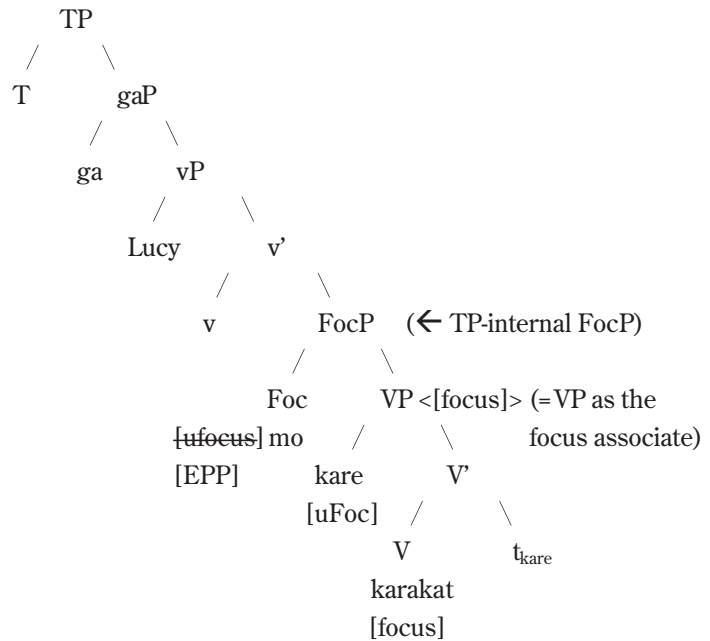 TP
T gaP
ga vP
Lucy v’
v FocP (← TP-internal FocP)
Foc VP <[focus]> (=VP as the
[ufocus] mo focus associate)
[EPP] kare V’
[uFoc]
V t_kare
karakat
[focus]